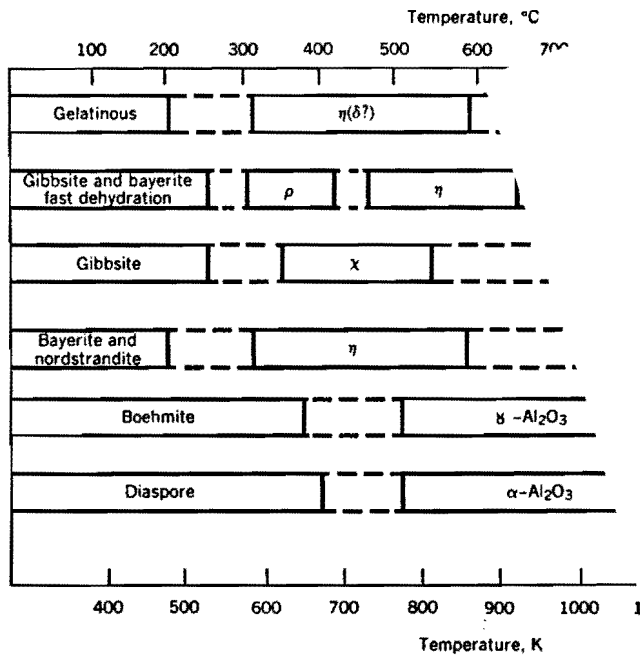 Temperature, °C
100 200 300 400 500 600
Gelatinous
η(δ?)
Gibbsite and bayerite
fast dehydration
ρ
η
Gibbsite
χ
Bayerite and
nordstrandite
η
Boehmite
γ -Al2O3
Diaspore
α-Al2O3
400 500 600 700 800 900 1000 1
Temperature, K